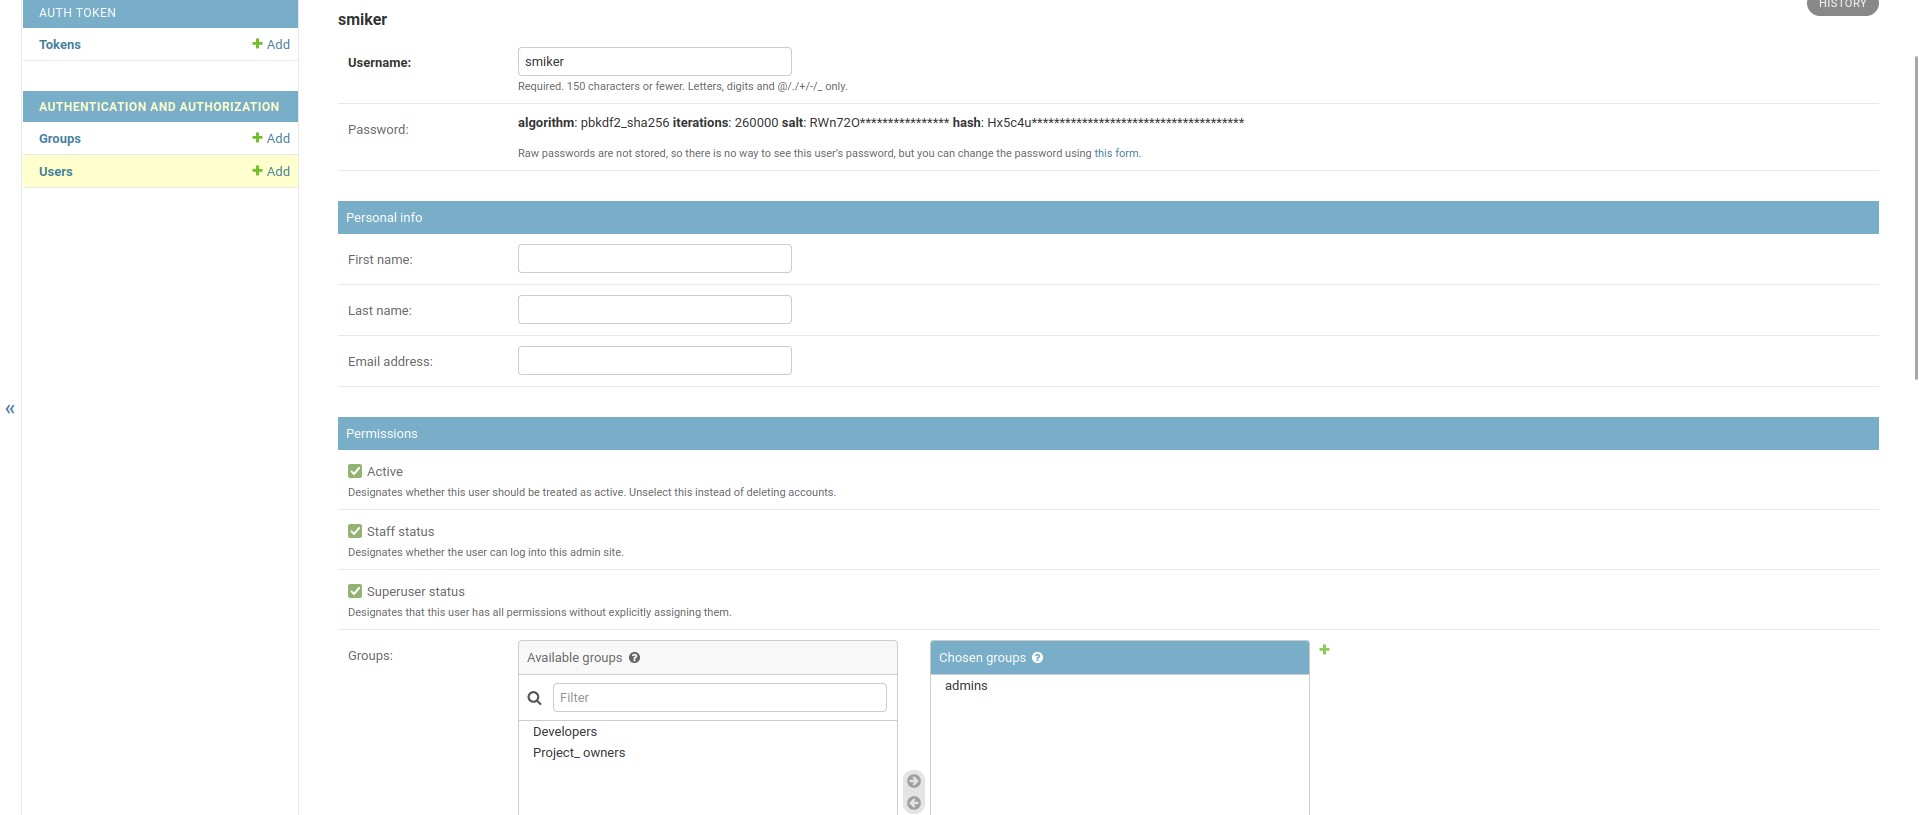 AUTH TOKEN
Tokens
Add
AUTHENTICATION AND AUTHORIZATION
Groups
Add
Users
Add
«
smiker
HISTORY
Username:
smiker
Required. 150 characters or fewer. Letters, digits and @/./+/-/_ only.
Password:
algorithm: pbkdf2_sha256 iterations: 260000 salt: RWn72O**************** hash: Hx5c4u**************************************
Raw passwords are not stored, so there is no way to see this user's password, but you can change the password using this form.
Personal info
First name:
Last name:
Email address:
Permissions
Active
Designates whether this user should be treated as active. Unselect this instead of deleting accounts.
Staff status
Designates whether the user can log into this admin site.
Superuser status
Designates that this user has all permissions without explicitly assigning them.
Groups:
Available groups
Filter
Developers
Project_ owners
Chosen groups
admins